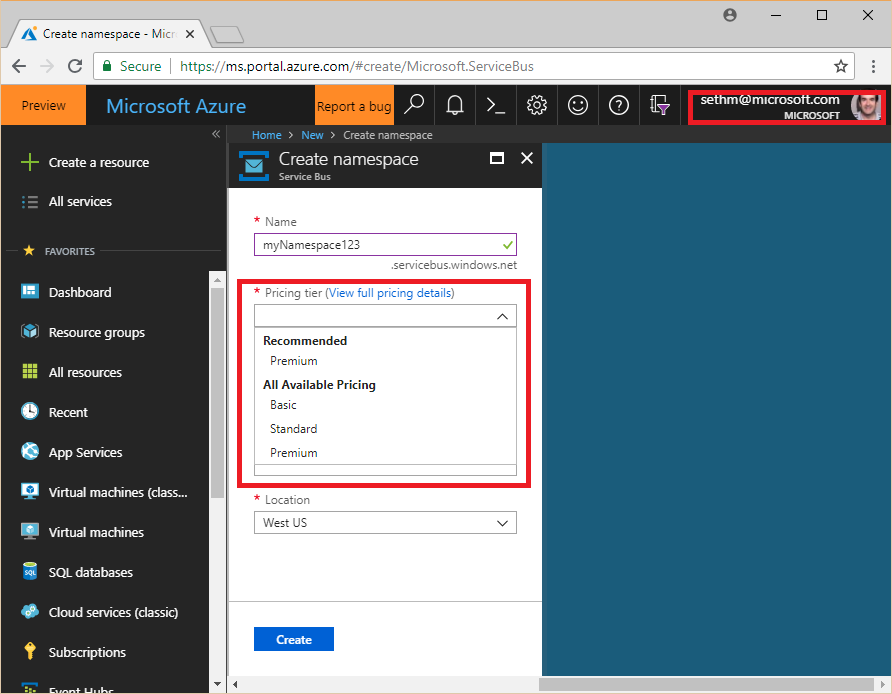 Create namespace - Micr
Secure
https://ms.portal.azure.com/#create/Microsoft.ServiceBus
Preview
Microsoft Azure
Report a bug
sethm@microsoft.com
MICROSOFT
Home > New > Create namespace
Create a resource
All services
FAVORITES
Dashboard
Resource groups
All resources
Recent
App Services
Virtual machines (class...
Virtual machines
SQL databases
Cloud services (classic)
Subscriptions
Event Hubs
Create namespace
Service Bus
* Name
myNamespace123
.servicebus.windows.net
* Pricing tier (View full pricing details)
Recommended
Premium
All Available Pricing
Basic
Standard
Premium
* Location
West US
Create